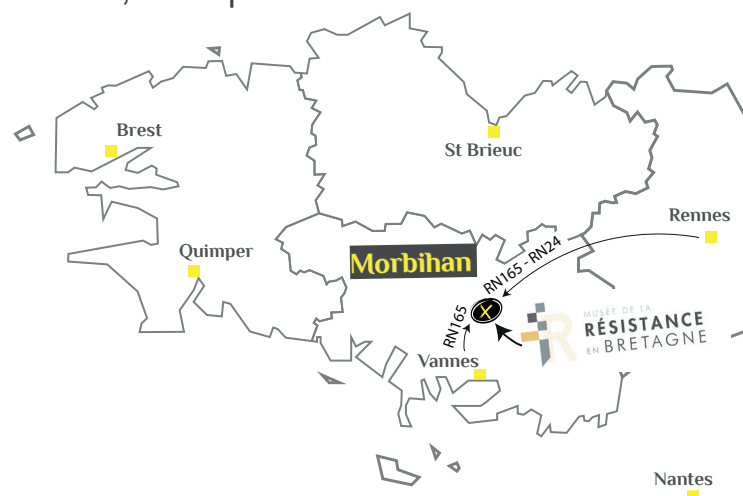 Brest
St Brieuc
Rennes
Quimper
Morbihan
RN165 - RN24
RN165
MUSÉE DE LA
RÉSISTANCE
EN BRETAGNE
Vannes
Nantes